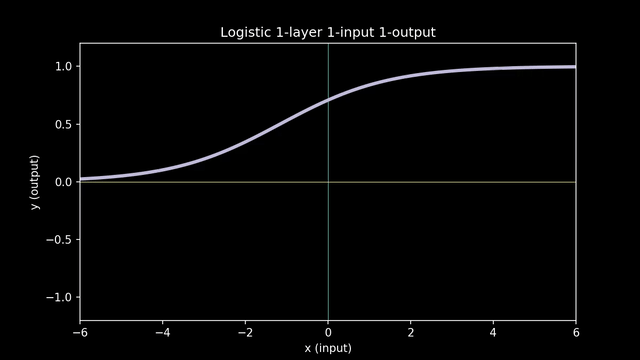 Logistic 1-layer 1-input 1-output
1.0
0.5
0.0
−0.5
−1.0
y (output)
−6 −4 −2 0 2 4 6
x (input)